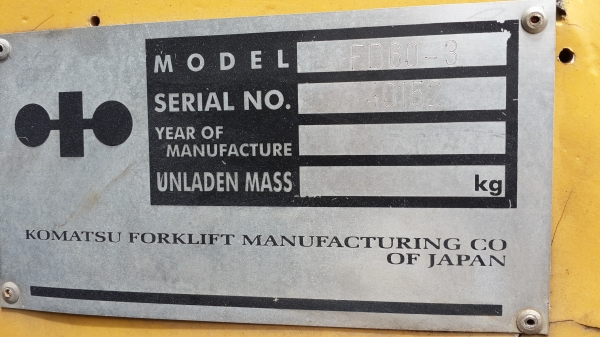 MODEL FD60-3
SERIAL NO.
YEAR OF
MANUFACTURE
UNLADEN MASS kg
KOMATSU FORKLIFT MANUFACTURING CO
OF JAPAN